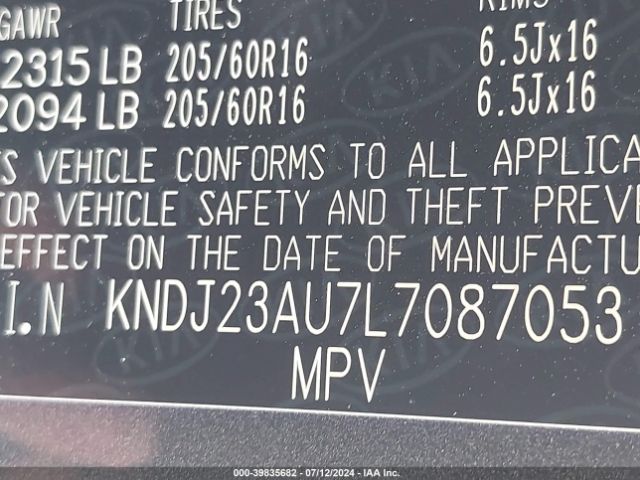 GAWR TIRES RIMS
2315 LB 205/60R16 6.5Jx16
2094 LB 205/60R16 6.5Jx16
VEHICLE CONFORMS TO ALL APPLICA
TOR VEHICLE SAFETY AND THEFT PREVE
EFFECT ON THE DATE OF MANUFACTU
I.N KNDJ23AU7L7087053
MPV
000-39835682 - 07/12/2024 - IAA Inc.